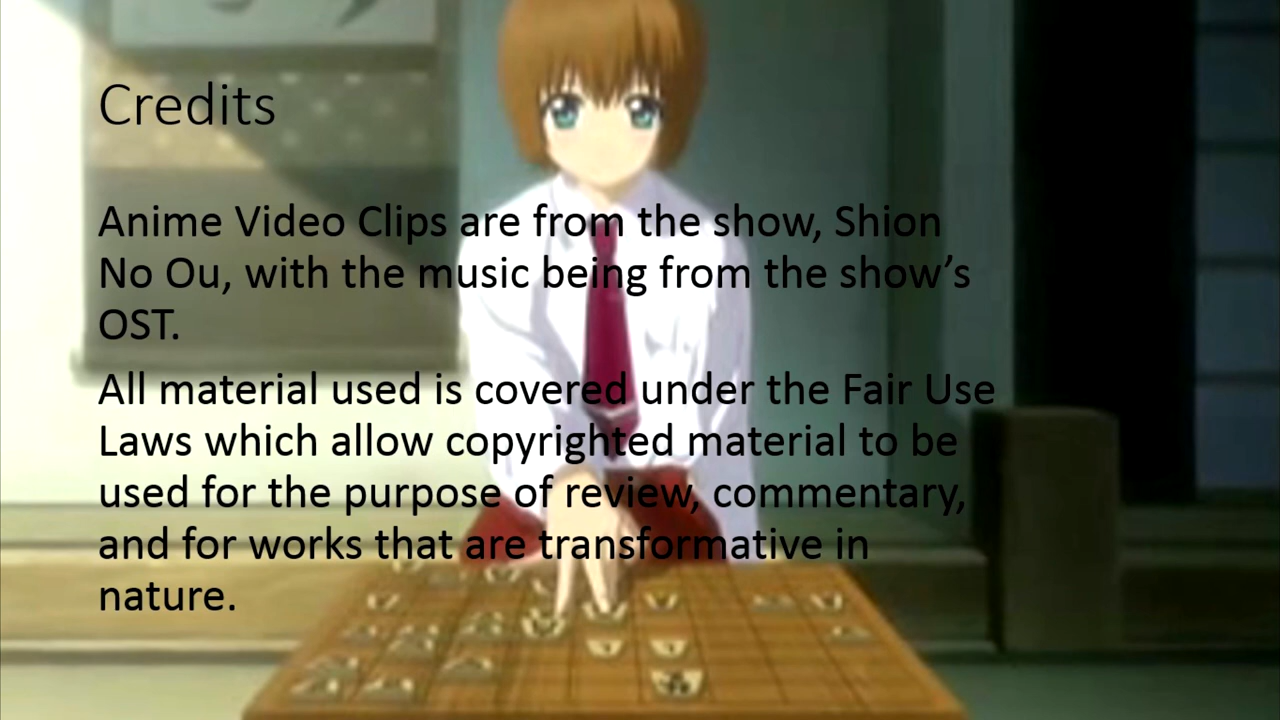 Credits
Anime Video Clips are from the show, Shion
No Ou, with the music being from the show’s
OST.
All material used is covered under the Fair Use
Laws which allow copyrighted material to be
used for the purpose of review, commentary,
and for works that are transformative in
nature.